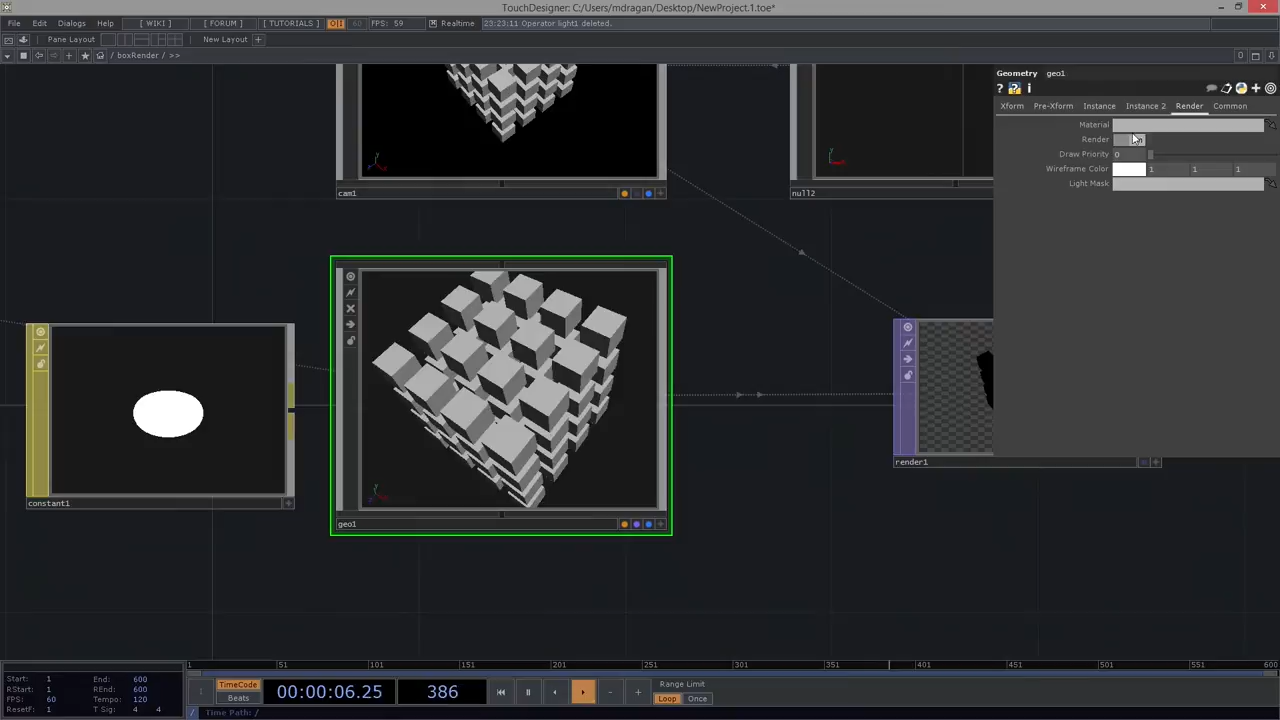 TouchDesigner: C:/Users/mdragan/Desktop/NewProject.1.toe*
File Edit Dialogs Help [ WIKI ] [ FORUM ] [ TUTORIALS ] O|I FPS: 59 Realtime 23:23:11 Operator light1 deleted.
Pane Layout New Layout +
/ boxRender / >>
Geometry geo1
? ? i
Xform Pre-Xform Instance Instance 2 Render Common
Material
Render
Draw Priority 0
Wireframe Color 1 1 1
Light Mask
cam1
null2
constant1
geo1
render1
1 51 101 151 201 251 301 351 401 451 501 551 600
Start: 1 End: 600
RStart: 1 REnd: 600
FPS: 60 Tempo: 120
ResetF: 1 T Sig: 4 4
TimeCode
Beats
00:00:06.25
386
- +
Range Limit
Loop Once
/ Time Path: /